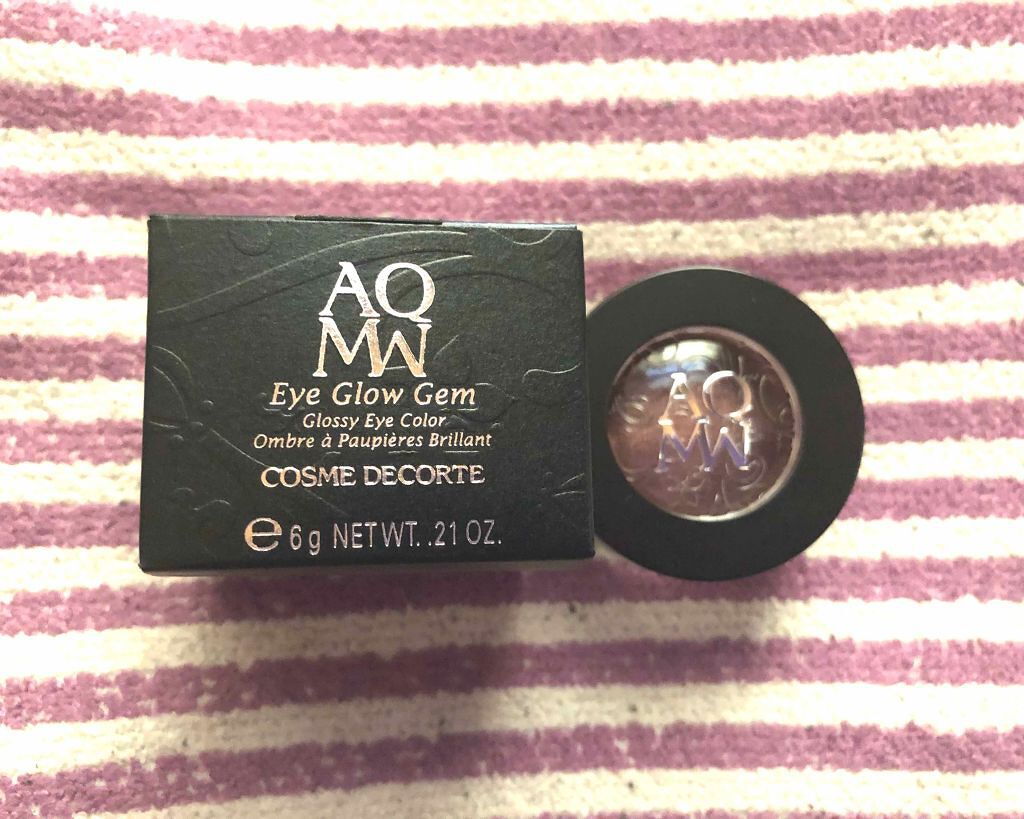 AQ
MW
Eye Glow Gem
Glossy Eye Color
Ombre à Paupières Brillant
COSME DECORTE
e 6g NET WT. .21 OZ.
AQ
MW